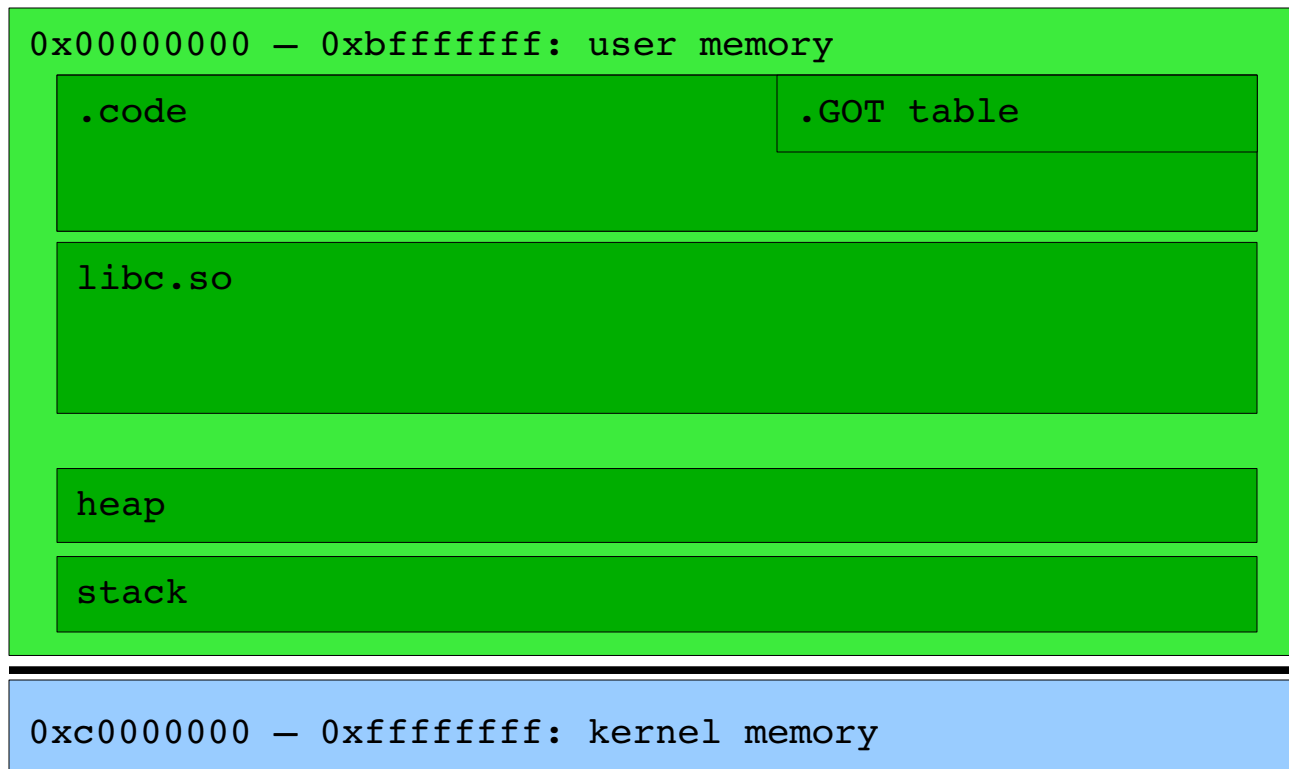 0x00000000 – 0xbfffffff: user memory
.code
.GOT table
libc.so
heap
stack
0xc0000000 – 0xffffffff: kernel memory